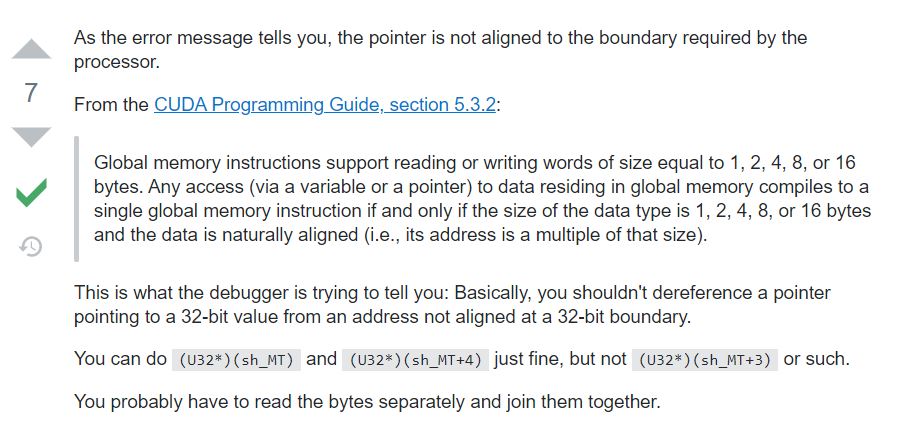 As the error message tells you, the pointer is not aligned to the boundary required by the
processor.
7
From the CUDA Programming Guide, section 5.3.2:
Global memory instructions support reading or writing words of size equal to 1, 2, 4, 8, or 16
bytes. Any access (via a variable or a pointer) to data residing in global memory compiles to a
single global memory instruction if and only if the size of the data type is 1, 2, 4, 8, or 16 bytes
and the data is naturally aligned (i.e., its address is a multiple of that size).
This is what the debugger is trying to tell you: Basically, you shouldn't dereference a pointer
pointing to a 32-bit value from an address not aligned at a 32-bit boundary.
You can do (U32*)(sh_MT) and (U32*)(sh_MT+4) just fine, but not (U32*)(sh_MT+3) or such.
You probably have to read the bytes separately and join them together.